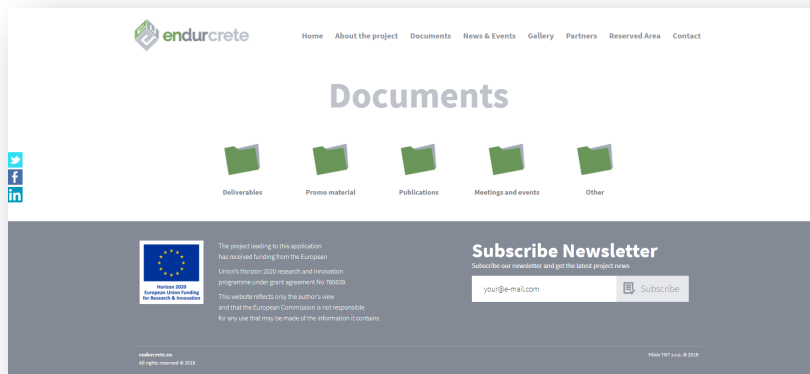 endurcrete
Home About the project Documents News & Events Gallery Partners Reserved Area Contact
Documents
Deliverables Promo material Publications Meetings and events Other
Horizon 2020
European Union Funding
for Research & Innovation
The project leading to this application
has received funding from the European
Union's Horizon 2020 research and innovation
programme under grant agreement No 760639.
This website reflects only the author's view
and that the European Commission is not responsible
for any use that may be made of the information it contains.
Subscribe Newsletter
Subscribe our newsletter and get the latest project news
your@e-mail.com Subscribe
endurcrete.eu
All rights reserved © 2018
Fénix TNT s.r.o. © 2018